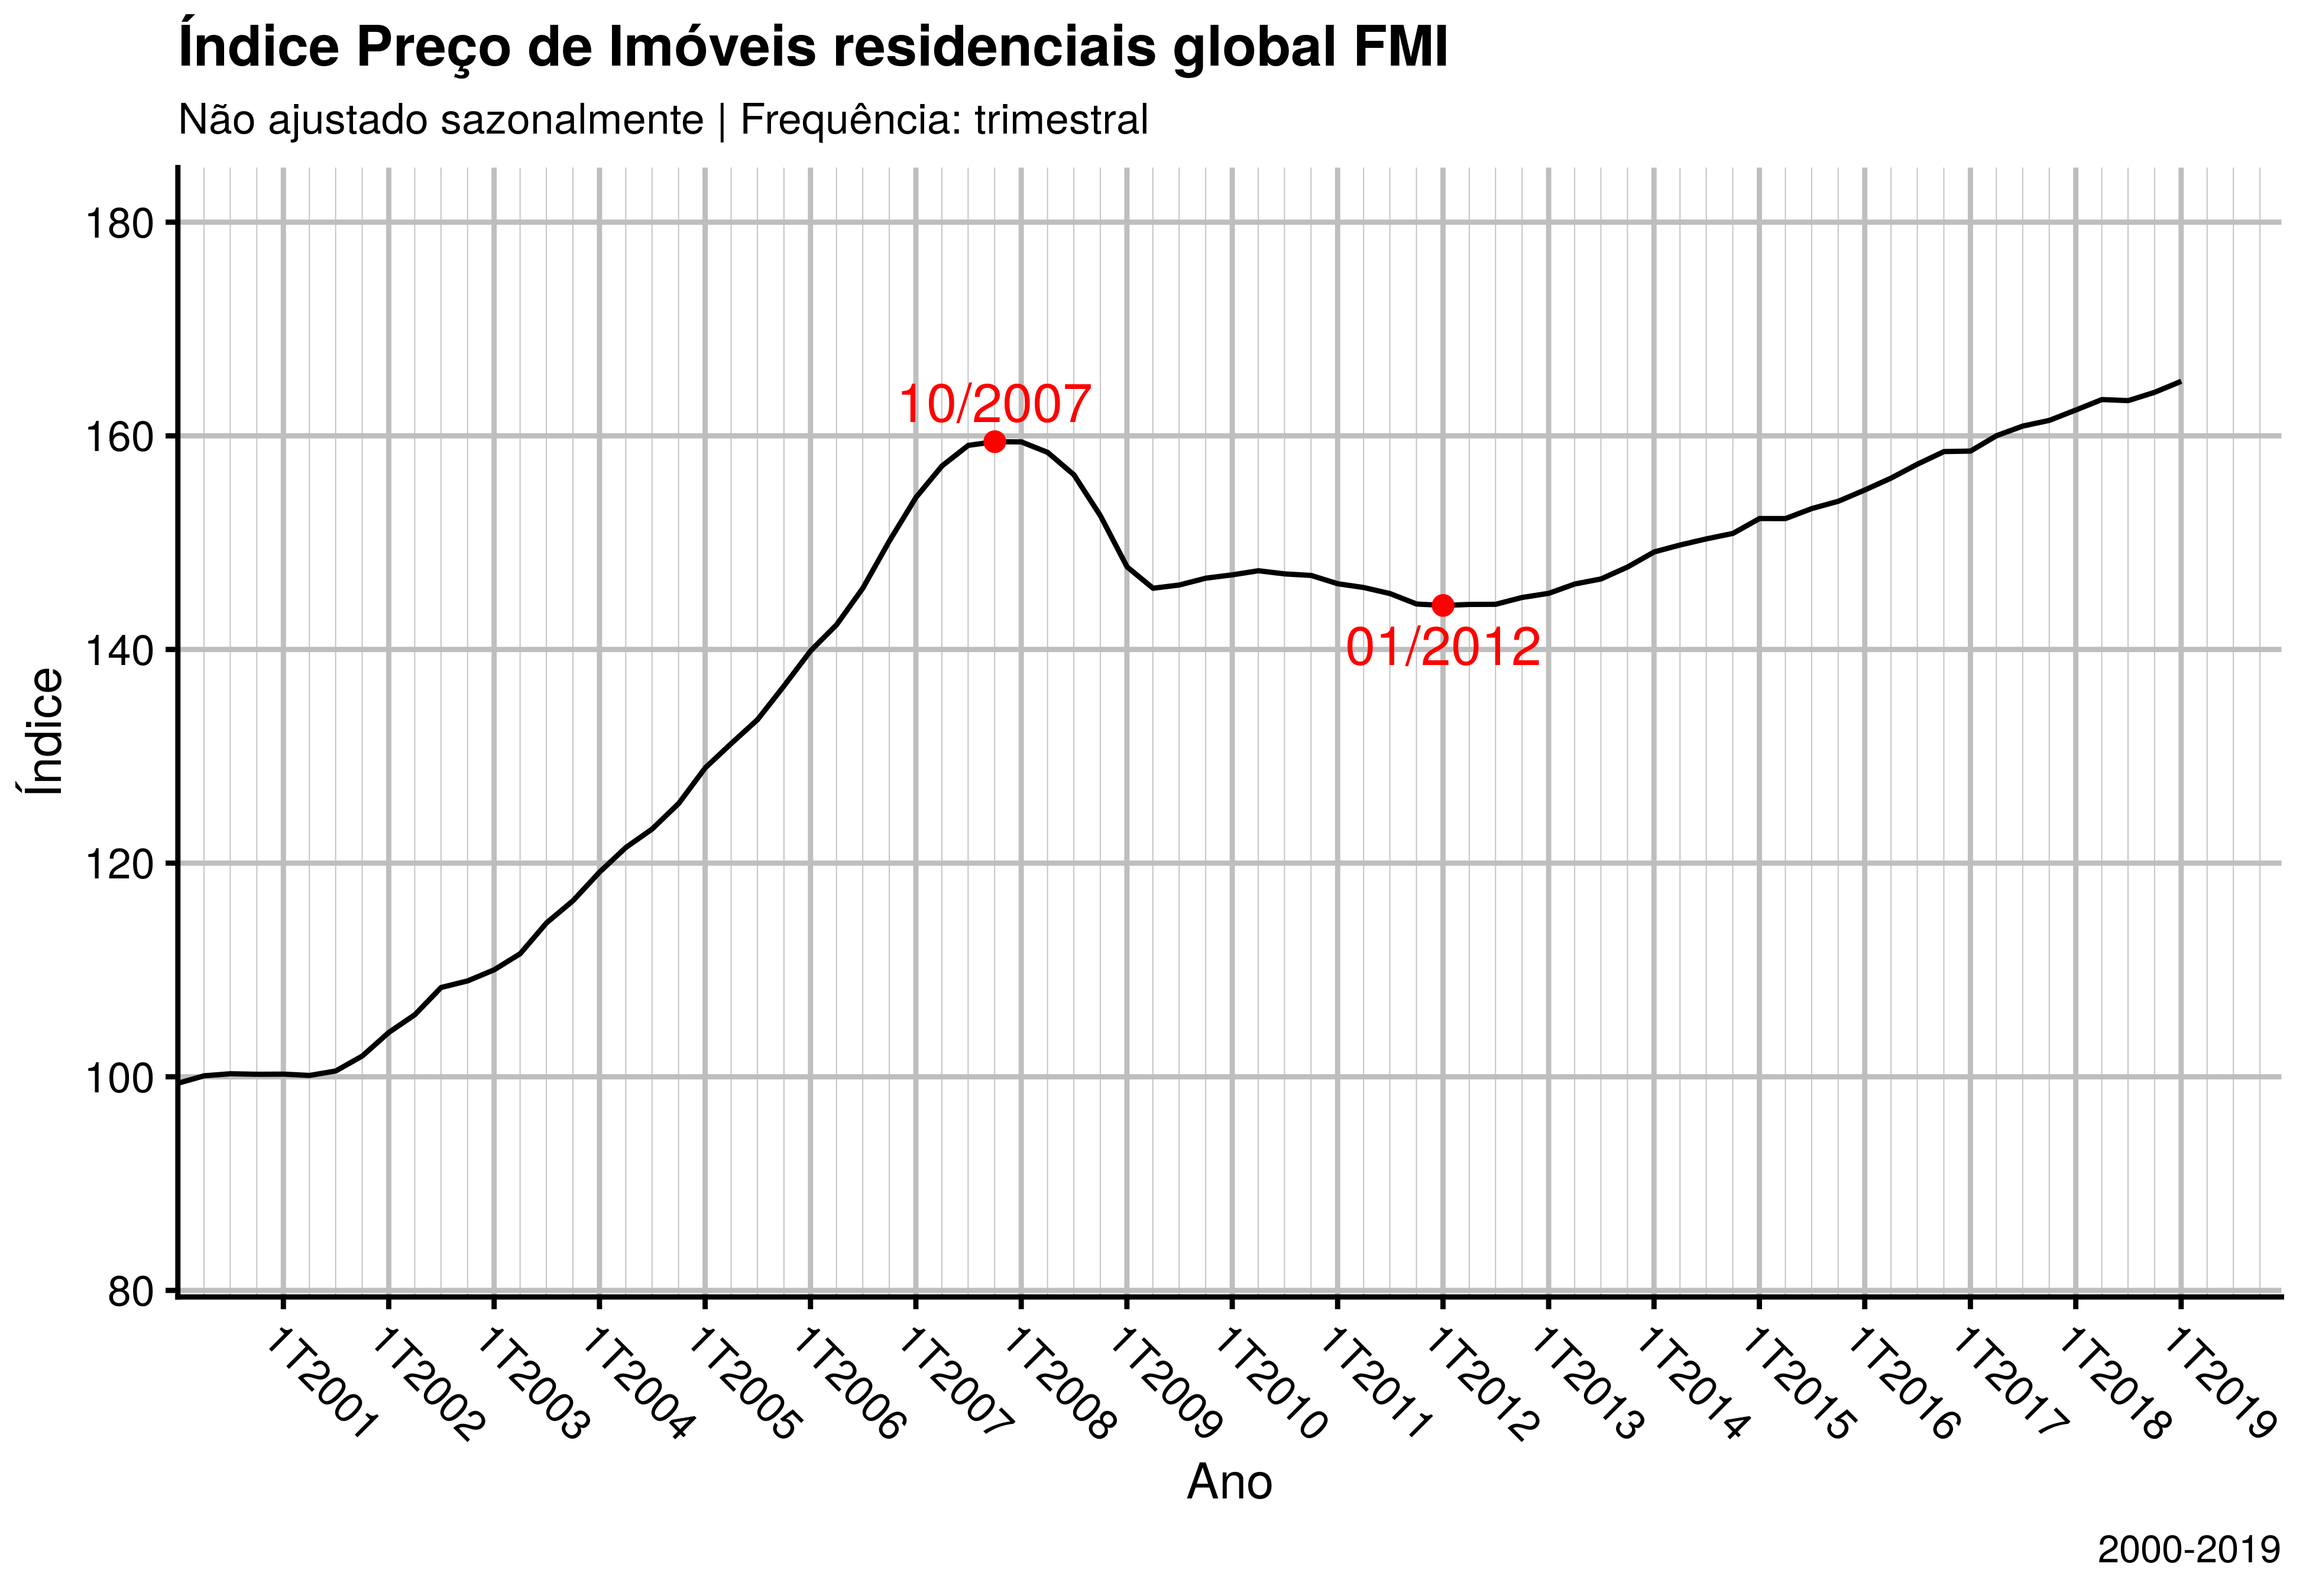 Índice Preço de Imóveis residenciais global FMI
Não ajustado sazonalmente | Frequência: trimestral
180
160
140
120
100
80
Índice
10/2007
01/2012
1T2001
1T2002
1T2003
1T2004
1T2005
1T2006
1T2007
1T2008
1T2009
1T2010
1T2011
1T2012
1T2013
1T2014
1T2015
1T2016
1T2017
1T2018
1T2019
Ano
2000-2019